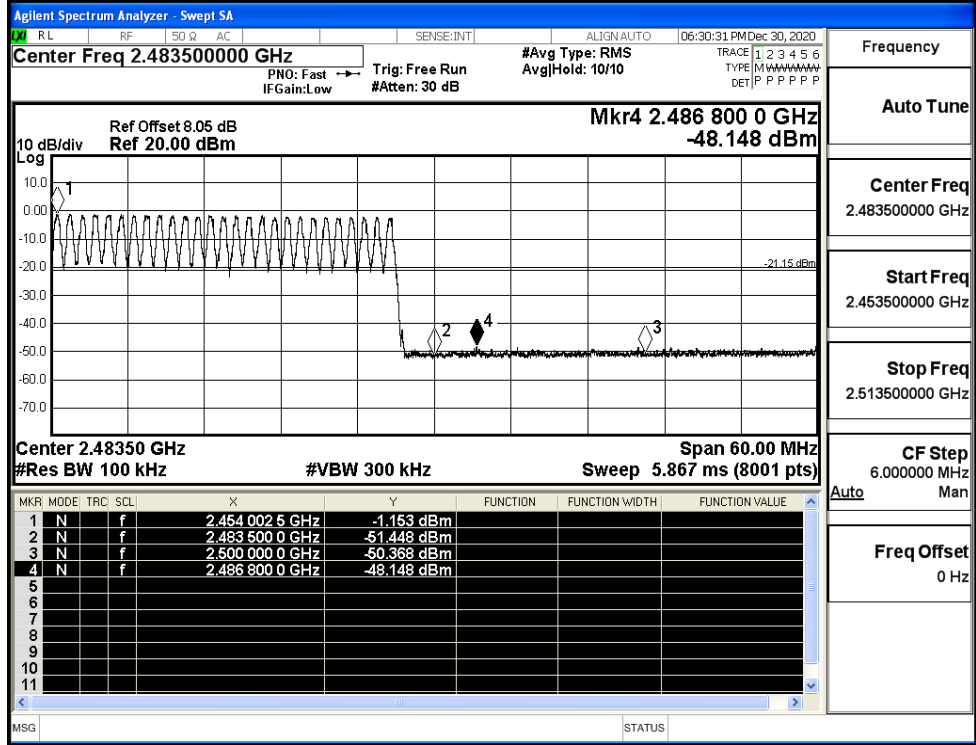 Agilent Spectrum Analyzer - Swept SA
LXI RL RF 50 Ω AC SENSE:INT ALIGN AUTO 06:30:31 PM Dec 30, 2020
Center Freq 2.483500000 GHz
PNO: Fast
IFGain:Low
Trig: Free Run
#Atten: 30 dB
#Avg Type: RMS
Avg|Hold: 10/10
TRACE 1 2 3 4 5 6
TYPE M WWWWW
DET P P P P P P
Ref Offset 8.05 dB
10 dB/div Ref 20.00 dBm
Log
Mkr4 2.486 800 0 GHz
-48.148 dBm
10.0
0.00
-10.0
-20.0
-30.0
-40.0
-50.0
-60.0
-70.0
1
-21.15 dBm
2
4
3
Center 2.48350 GHz Span 60.00 MHz
#Res BW 100 kHz #VBW 300 kHz Sweep 5.867 ms (8001 pts)
MKR MODE TRC SCL X Y FUNCTION FUNCTION WIDTH FUNCTION VALUE
1 N f 2.454 002 5 GHz -1.153 dBm
2 N f 2.483 500 0 GHz -51.448 dBm
3 N f 2.500 000 0 GHz -50.368 dBm
4 N f 2.486 800 0 GHz -48.148 dBm
5
6
7
8
9
10
11
MSG STATUS
Frequency
Auto Tune
Center Freq
2.483500000 GHz
Start Freq
2.453500000 GHz
Stop Freq
2.513500000 GHz
CF Step
6.000000 MHz
Auto Man
Freq Offset
0 Hz